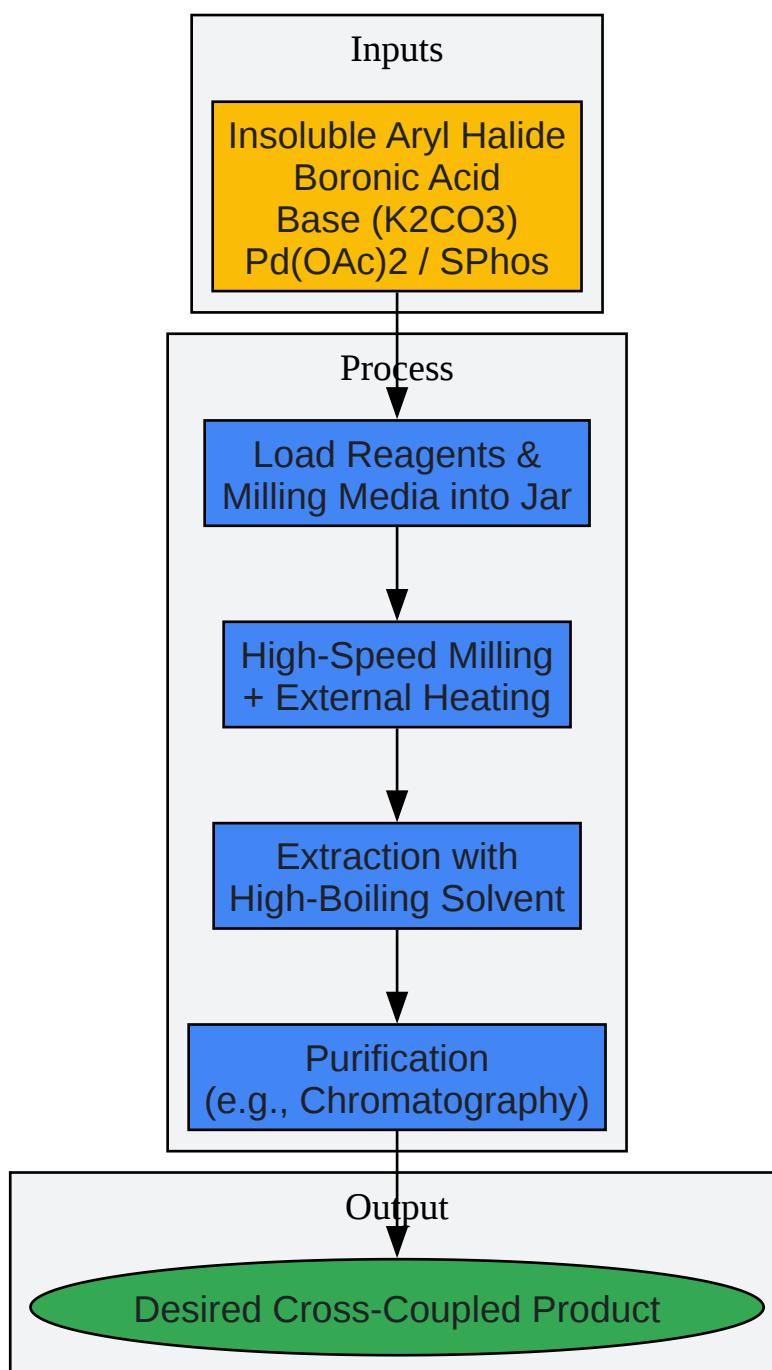 Inputs
Insoluble Aryl Halide
Boronic Acid
Base (K2CO3)
Pd(OAc)2 / SPhos
Process
Load Reagents &
Milling Media into Jar
High-Speed Milling
+ External Heating
Extraction with
High-Boiling Solvent
Purification
(e.g., Chromatography)
Output
Desired Cross-Coupled Product